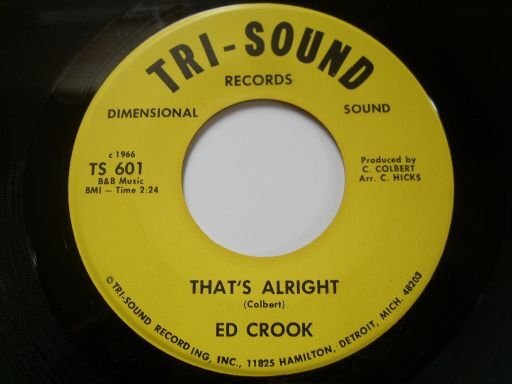 TRI-SOUND
RECORDS
DIMENSIONAL SOUND
c 1966
TS 601
B&B Music
BMI — Time 2:24
Produced by
C. COLBERT
Arr. C. HICKS
THAT'S ALRIGHT
(Colbert)
ED CROOK
©TRI-SOUND RECORDING, INC., 11825 HAMILTON, DETROIT, MICH. 48203